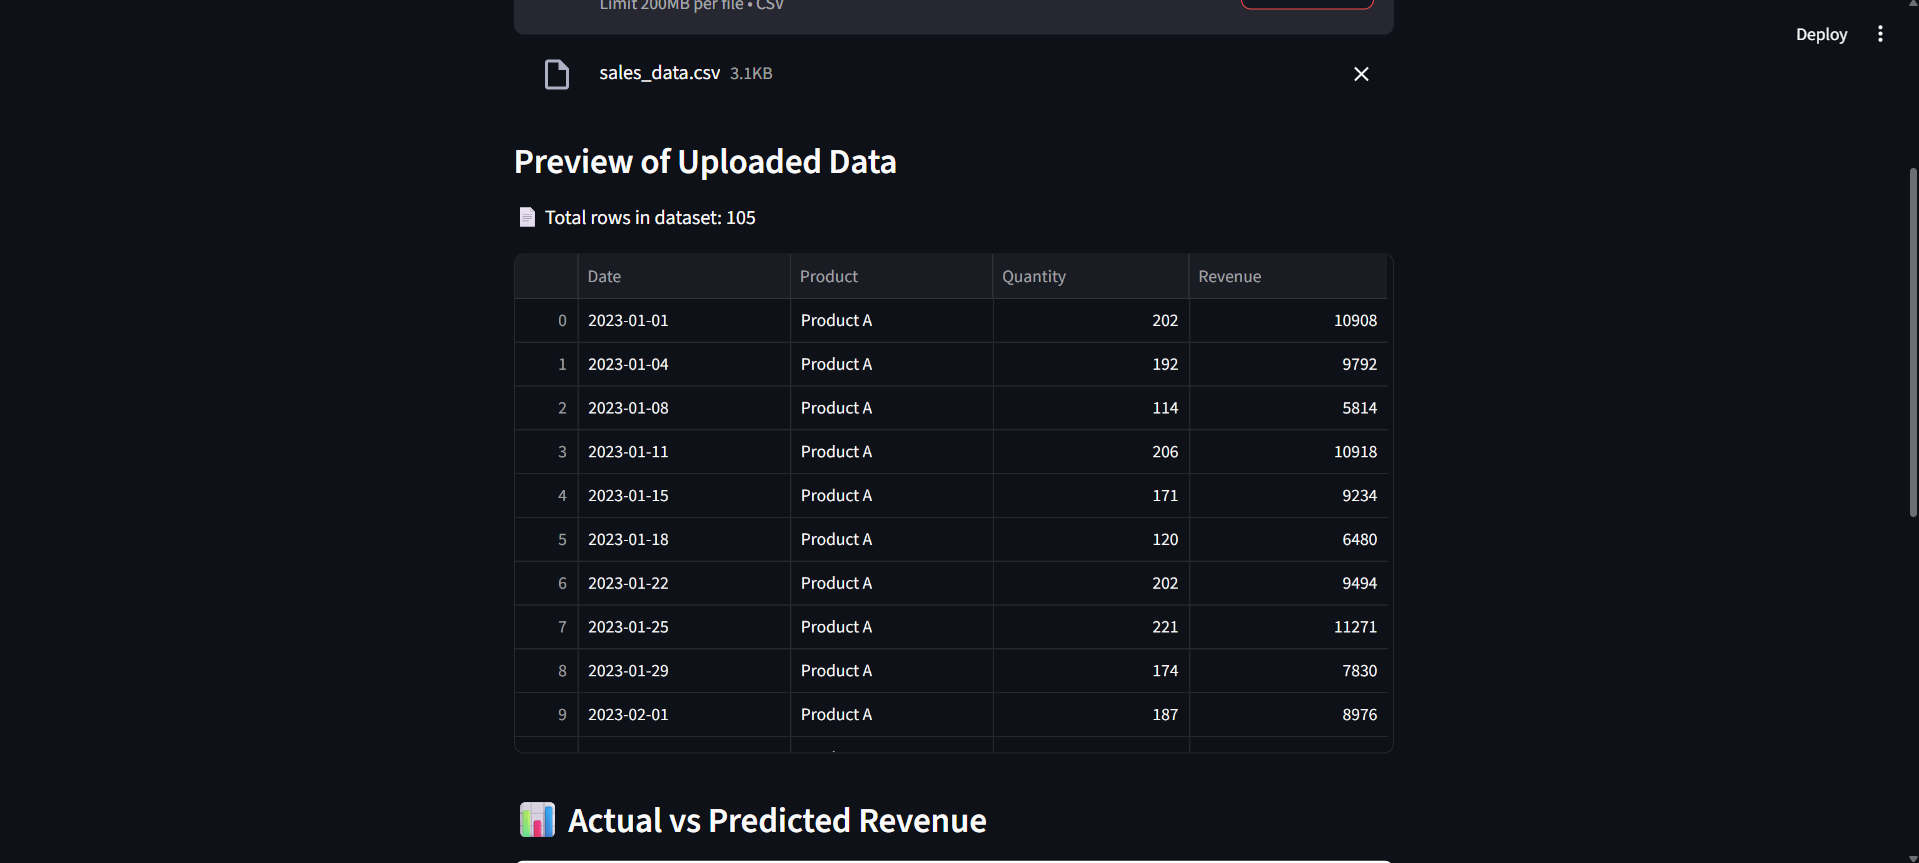 Limit 200MB per file • CSV
Deploy
sales_data.csv 3.1KB
Preview of Uploaded Data
Total rows in dataset: 105
Date Product Quantity Revenue
0 2023-01-01 Product A 202 10908
1 2023-01-04 Product A 192 9792
2 2023-01-08 Product A 114 5814
3 2023-01-11 Product A 206 10918
4 2023-01-15 Product A 171 9234
5 2023-01-18 Product A 120 6480
6 2023-01-22 Product A 202 9494
7 2023-01-25 Product A 221 11271
8 2023-01-29 Product A 174 7830
9 2023-02-01 Product A 187 8976
Actual vs Predicted Revenue